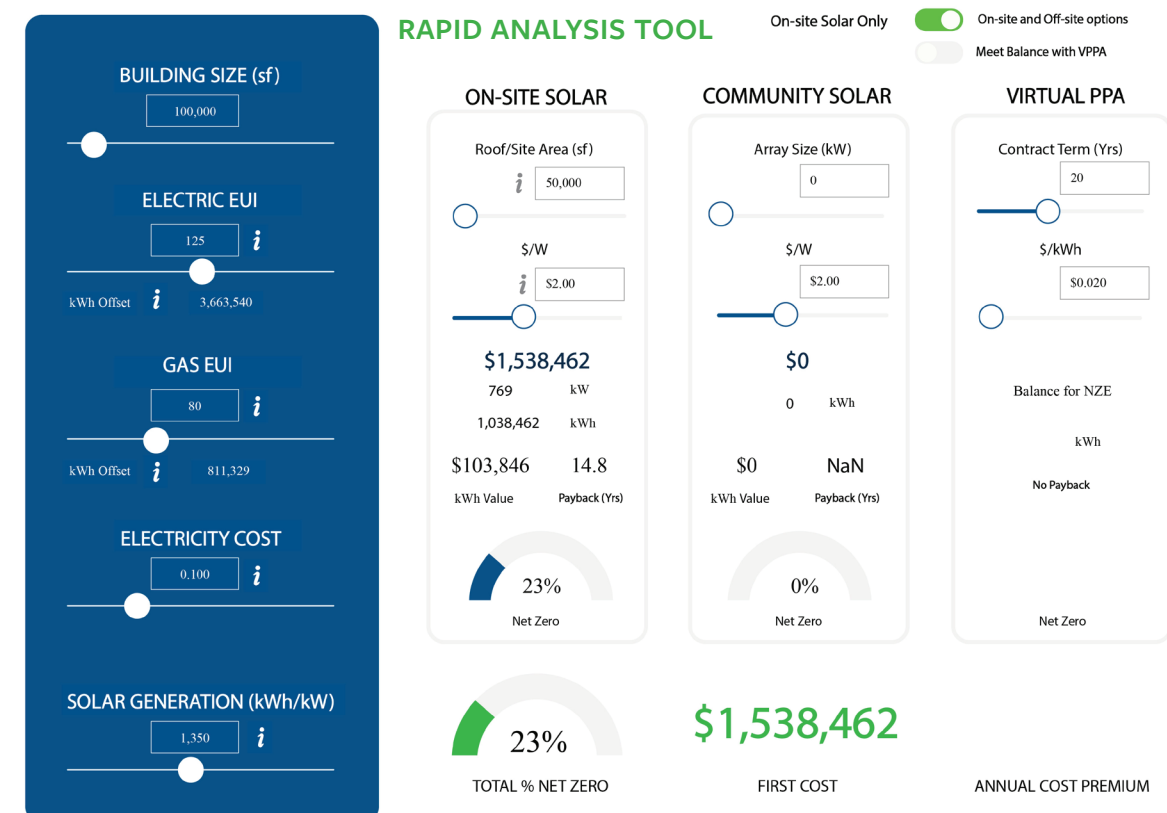 RAPID ANALYSIS TOOL
On-site Solar Only
On-site and Off-site options
Meet Balance with VPPA
BUILDING SIZE (sf)
100,000
ELECTRIC EUI
125 i
kWh Offset i 3,663,540
GAS EUI
80 i
kWh Offset i 811,329
ELECTRICITY COST
0.100 i
SOLAR GENERATION (kWh/kW)
1,350 i
ON-SITE SOLAR
Roof/Site Area (sf)
i 50,000
$/W
i $2.00
$1,538,462
769 kW
1,038,462 kWh
$103,846 14.8
kWh Value Payback (Yrs)
23%
Net Zero
COMMUNITY SOLAR
Array Size (kW)
0
$/W
$2.00
$0
0 kWh
$0 NaN
kWh Value Payback (Yrs)
0%
Net Zero
VIRTUAL PPA
Contract Term (Yrs)
20
$/kWh
$0.020
Balance for NZE
kWh
No Payback
Net Zero
23%
TOTAL % NET ZERO
$1,538,462
FIRST COST
ANNUAL COST PREMIUM